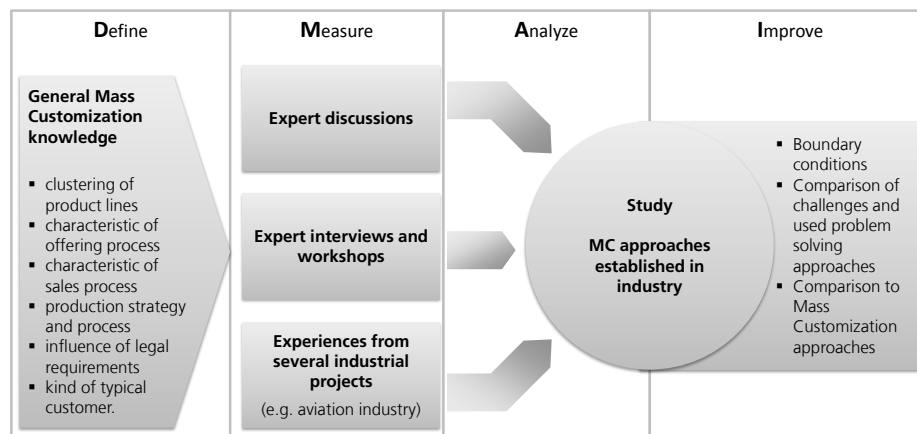 Define
Measure
Analyze
Improve
General Mass
Customization
knowledge
▪ clustering of
product lines
▪ characteristic of
offering process
▪ characteristic of
sales process
▪ production strategy
and process
▪ influence of legal
requirements
▪ kind of typical
customer.
Expert discussions
Expert interviews and
workshops
Experiences from
several industrial
projects
(e.g. aviation industry)
Study
MC approaches
established in
industry
▪ Boundary
conditions
▪ Comparison of
challenges and
used problem
solving
approaches
▪ Comparison to
Mass
Customization
approaches